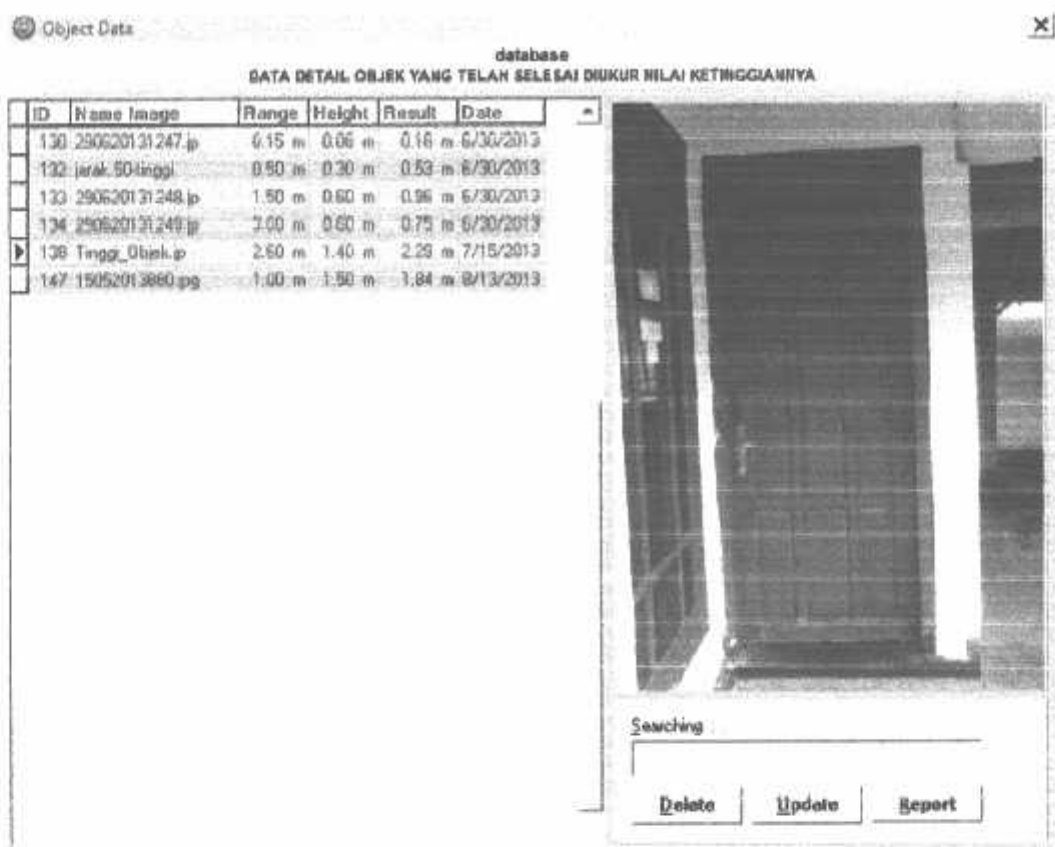 Object Data
database
DATA DETAIL OBJEK YANG TELAH SELESAI DIUKUR NILAI KETINGGIANNYA
ID Name Image Range Height Result Date
130 290620131247.jp 0.15 m 0.06 m 0.16 m 6/30/2013
132 jarak.50-tinggi. 0.50 m 0.30 m 0.53 m 6/30/2013
133 290620131248.jp 1.50 m 0.60 m 0.96 m 6/30/2013
134 290620131249.jp 3.00 m 0.60 m 0.75 m 6/30/2013
Tinggi_Objek.jp 2.60 m 1.40 m 2.29 m 7/15/2013
147 15052013860.jpg 1.00 m 1.50 m 1.84 m 8/13/2013
Searching
Delete Update Report